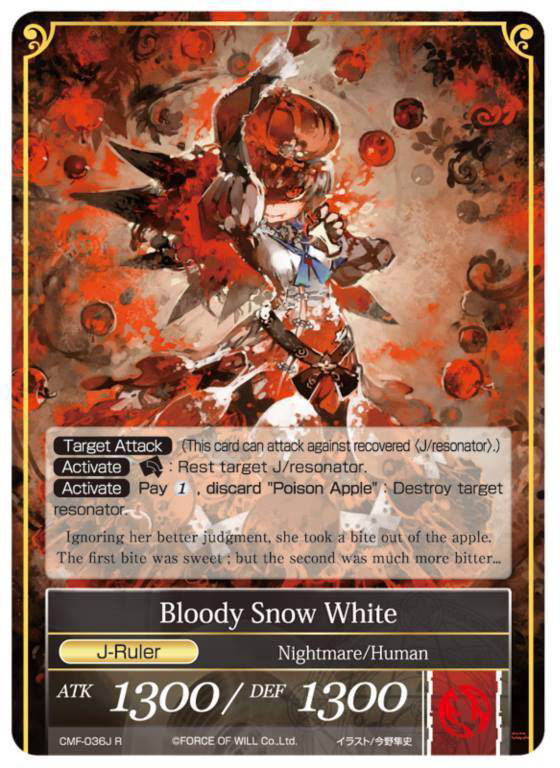 Target Attack (This card can attack against recovered 〈J/resonator〉.)
Activate : Rest target J/resonator.
Activate Pay 1 , discard "Poison Apple" : Destroy target
resonator.
Ignoring her better judgment, she took a bite out of the apple.
The first bite was sweet ; but the second was much more bitter...
Bloody Snow White
J-Ruler Nightmare/Human
ATK 1300 / DEF 1300
CMF-036J R ©FORCE OF WILL Co.,Ltd. イラスト/今野隼史